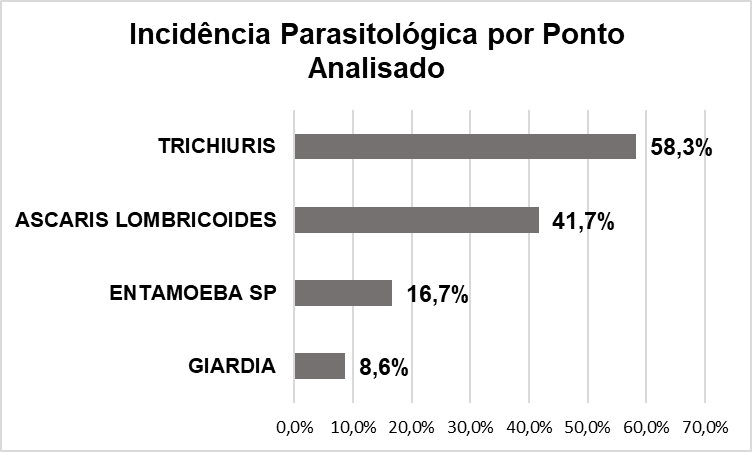 Incidência Parasitológica por Ponto
Analisado
TRICHIURIS
58,3%
ASCARIS LOMBRICOIDES
41,7%
ENTAMOEBA SP
16,7%
GIARDIA
8,6%
0,0% 10,0% 20,0% 30,0% 40,0% 50,0% 60,0% 70,0%